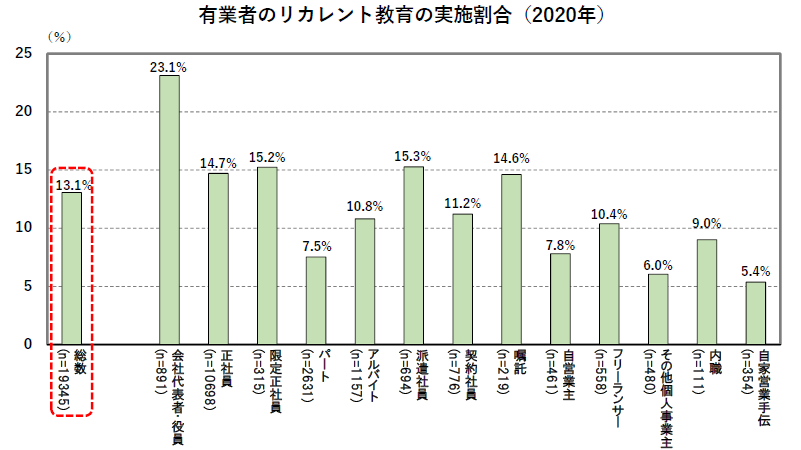 有業者のリカレント教育の実施割合（2020年）
（%）
25
20
15
10
5
0
13.1%
23.1%
14.7%
15.2%
7.5%
10.8%
15.3%
11.2%
14.6%
7.8%
10.4%
6.0%
9.0%
5.4%
総数
(n=19345)
会社代表者・役員
(n=891)
正社員
(n=10698)
限定正社員
(n=315)
パート
(n=2631)
アルバイト
(n=1157)
派遣社員
(n=694)
契約社員
(n=776)
嘱託
(n=219)
自営業主
(n=461)
フリーランサー
(n=558)
その他個人事業主
(n=480)
内職
(n=111)
自家営業手伝
(n=354)